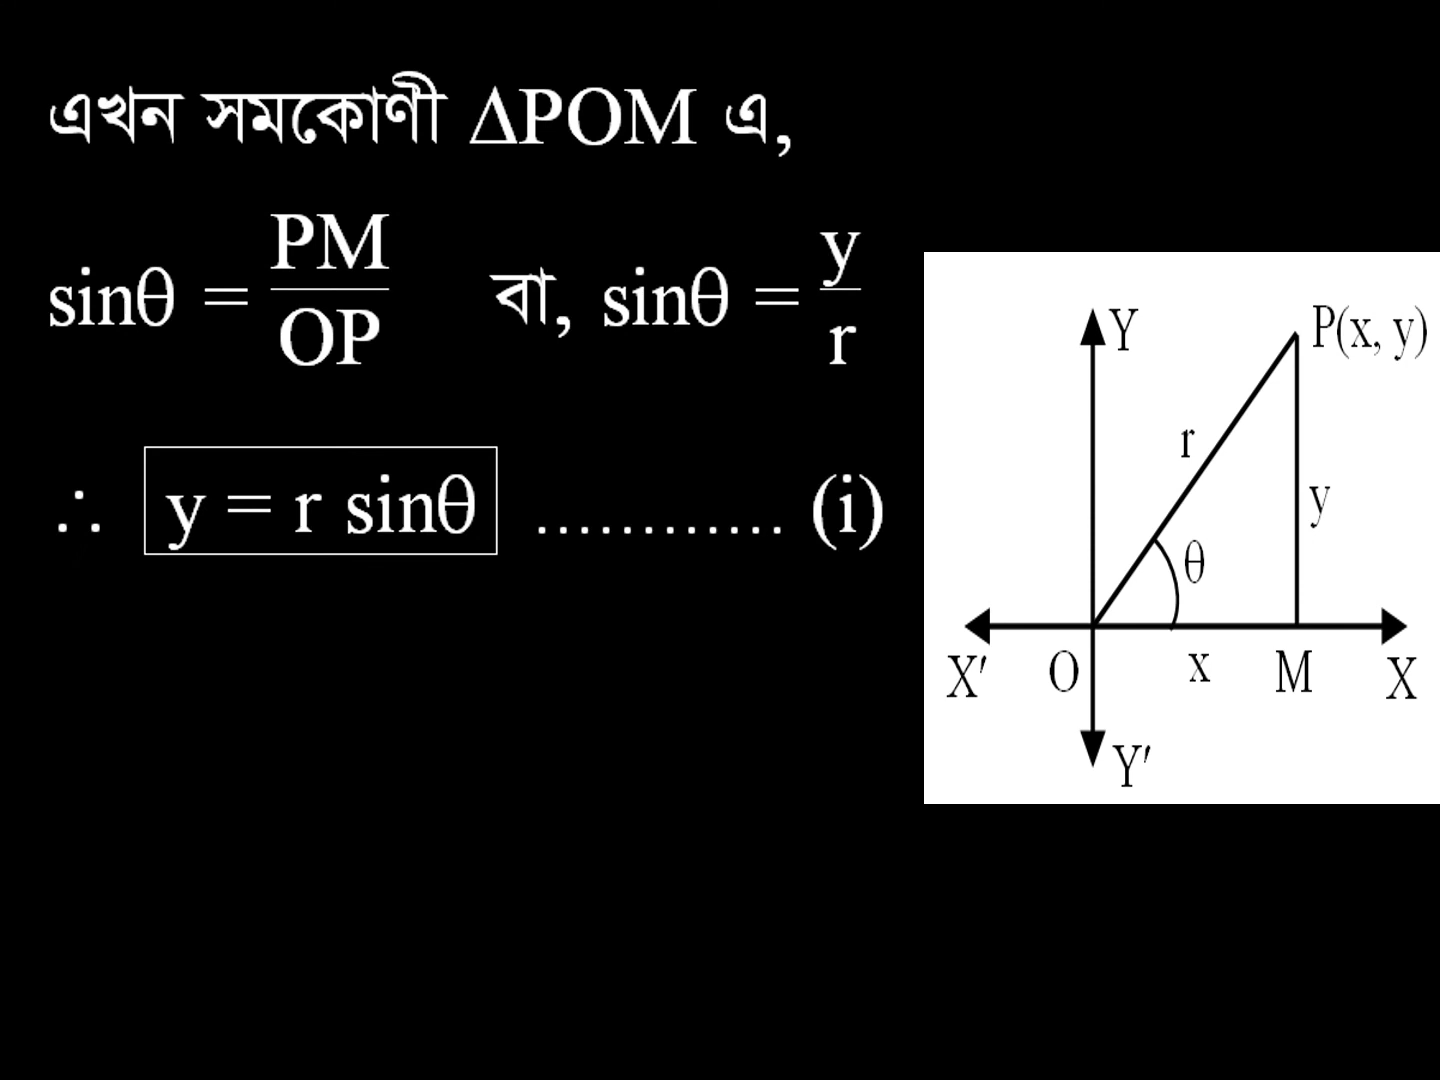 এখন সমকোণী ΔPOM এ,
sinθ = PM/OP বা, sinθ = y/r
∴ y = r sinθ ............ (i)
Y
P(x, y)
r
y
θ
X′ O x M X
Y′